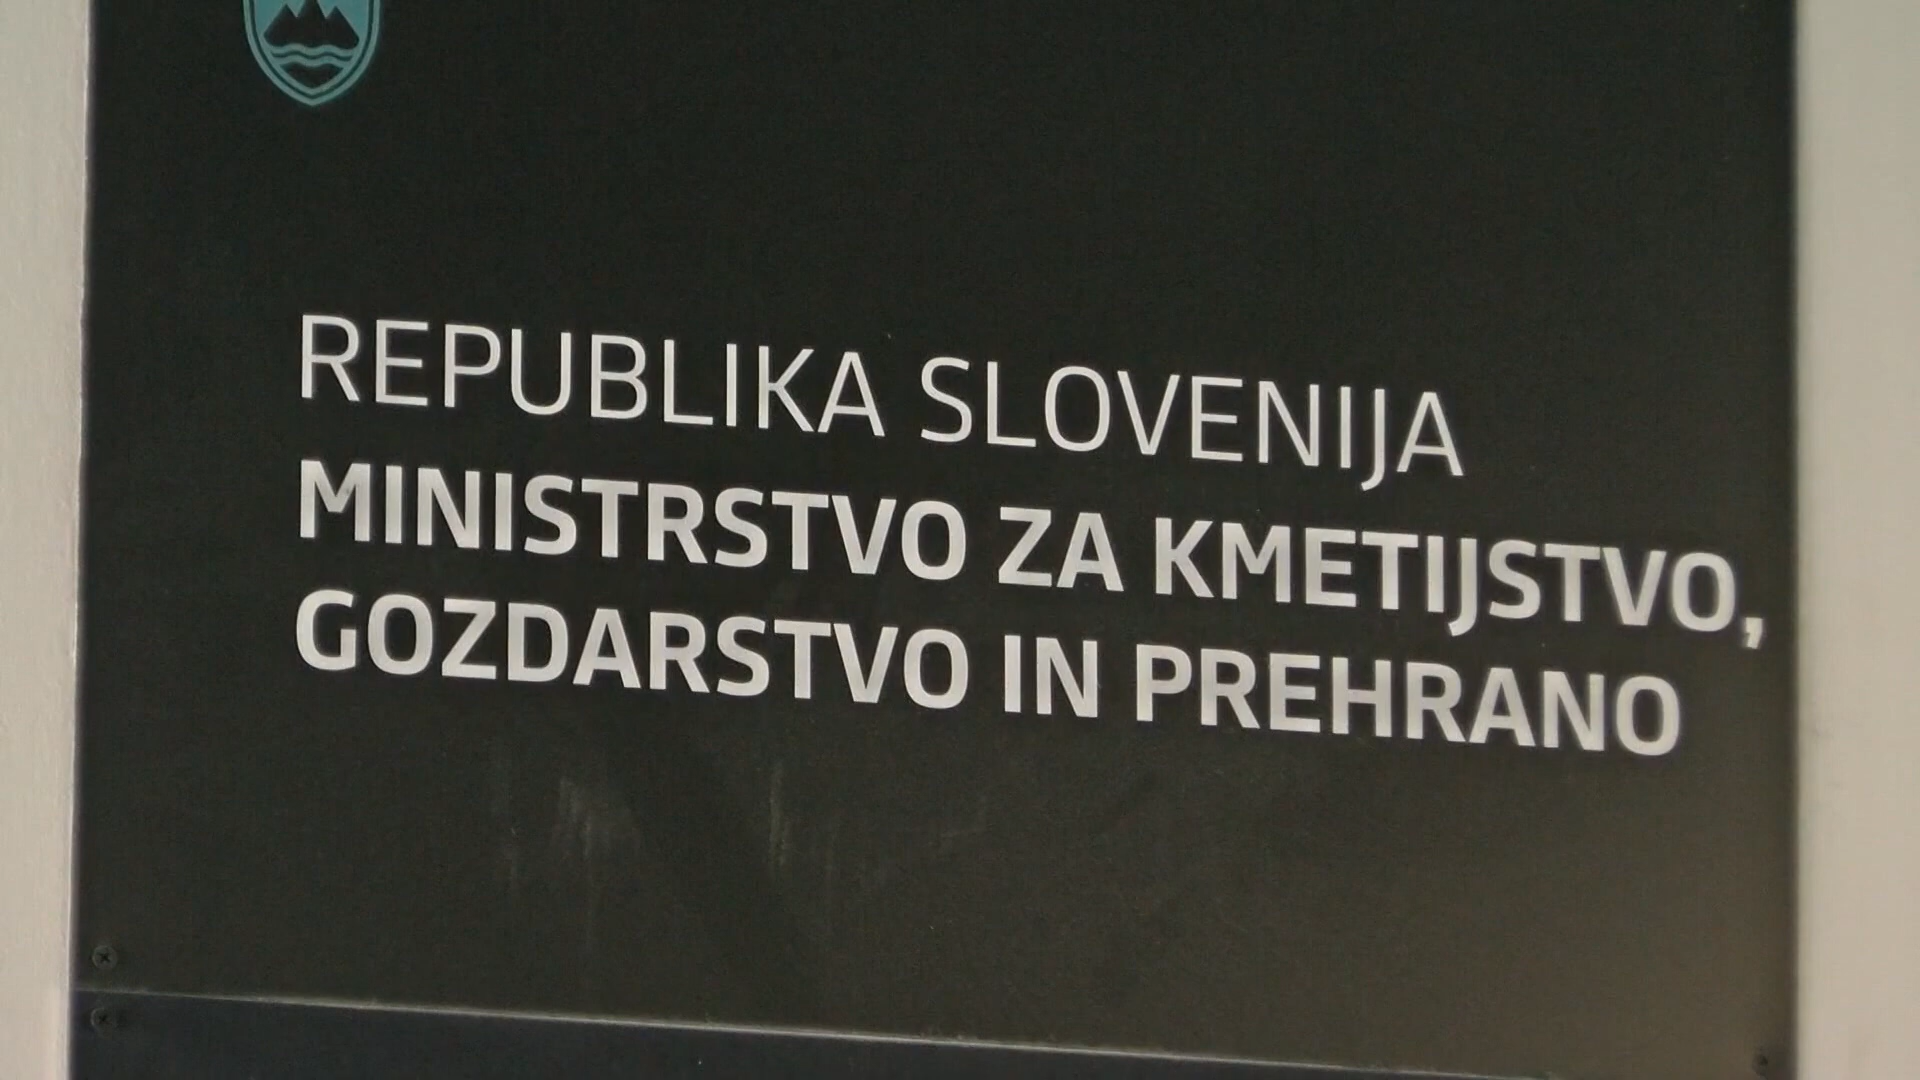 REPUBLIKA SLOVENIJA
MINISTRSTVO ZA KMETIJSTVO,
GOZDARSTVO IN PREHRANO